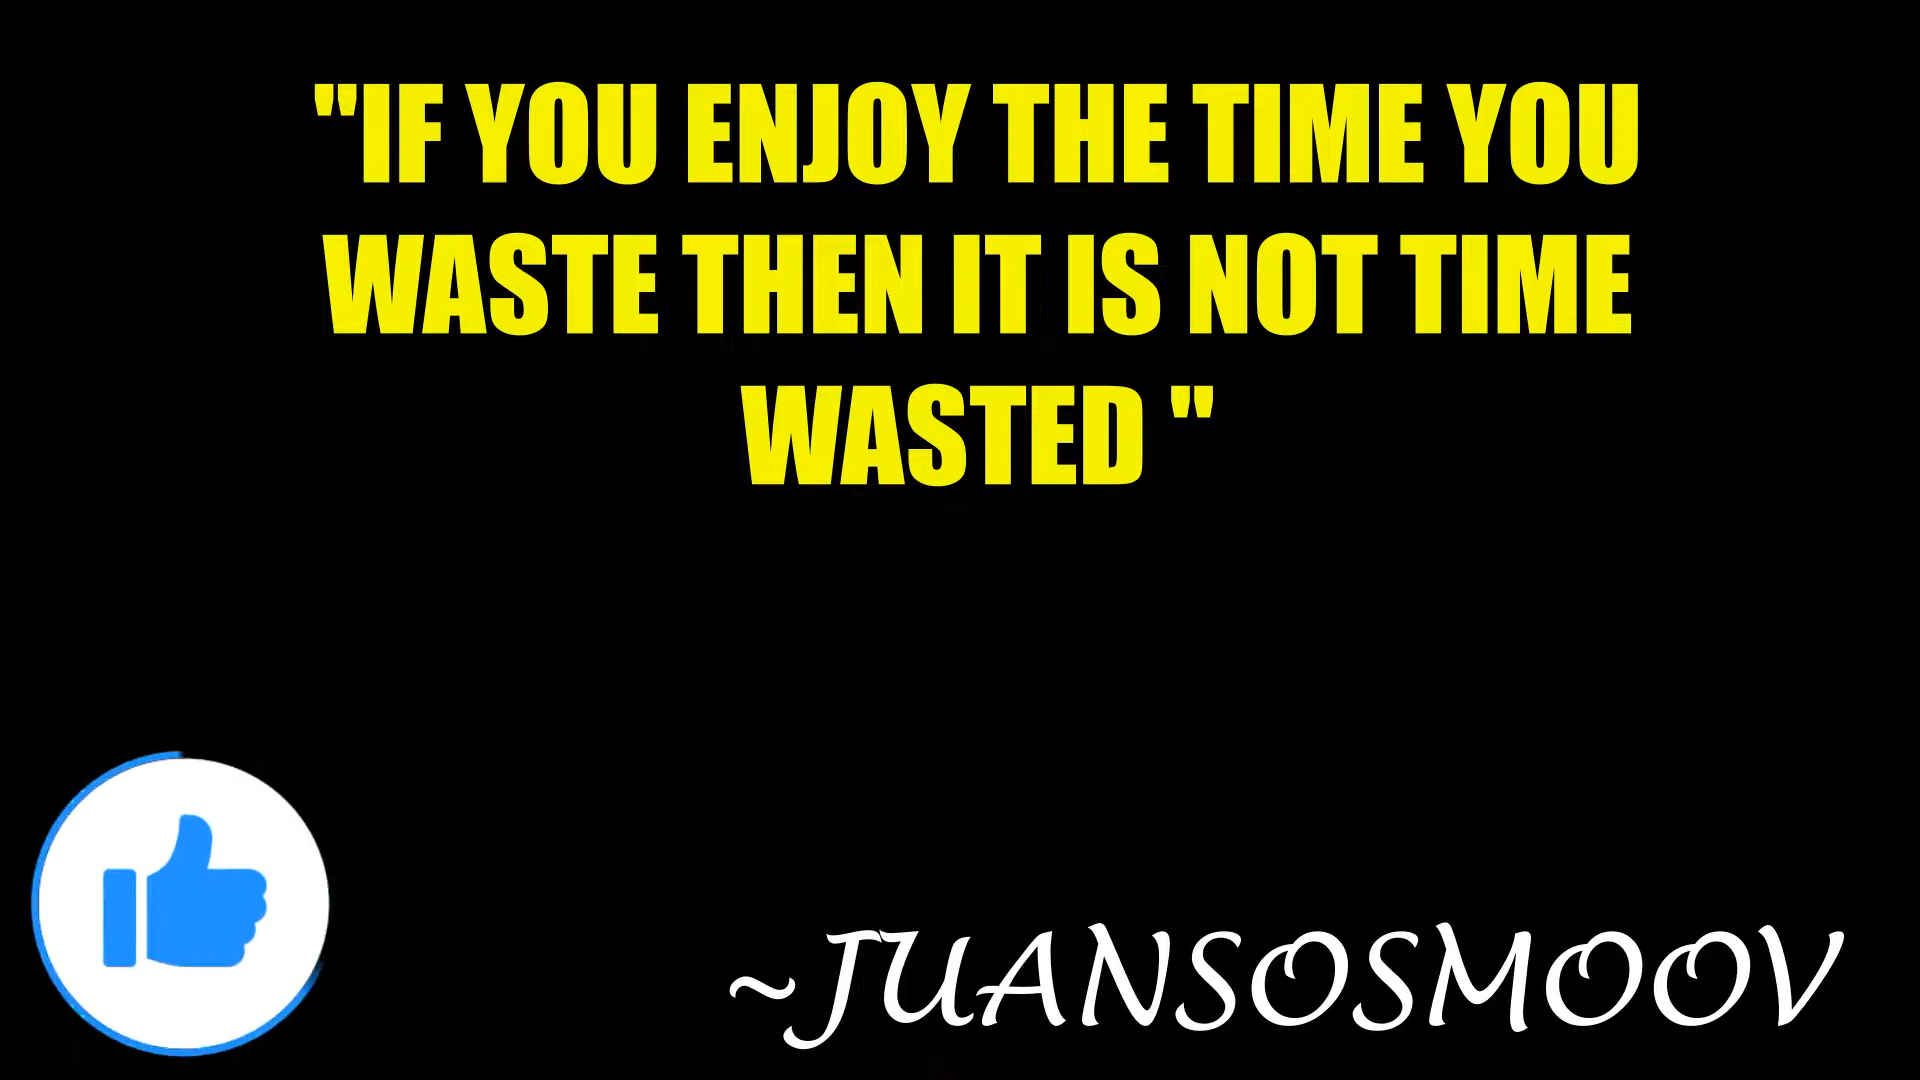 "IF YOU ENJOY THE TIME YOU
WASTE THEN IT IS NOT TIME
WASTED "
~JUANSOSMOOV